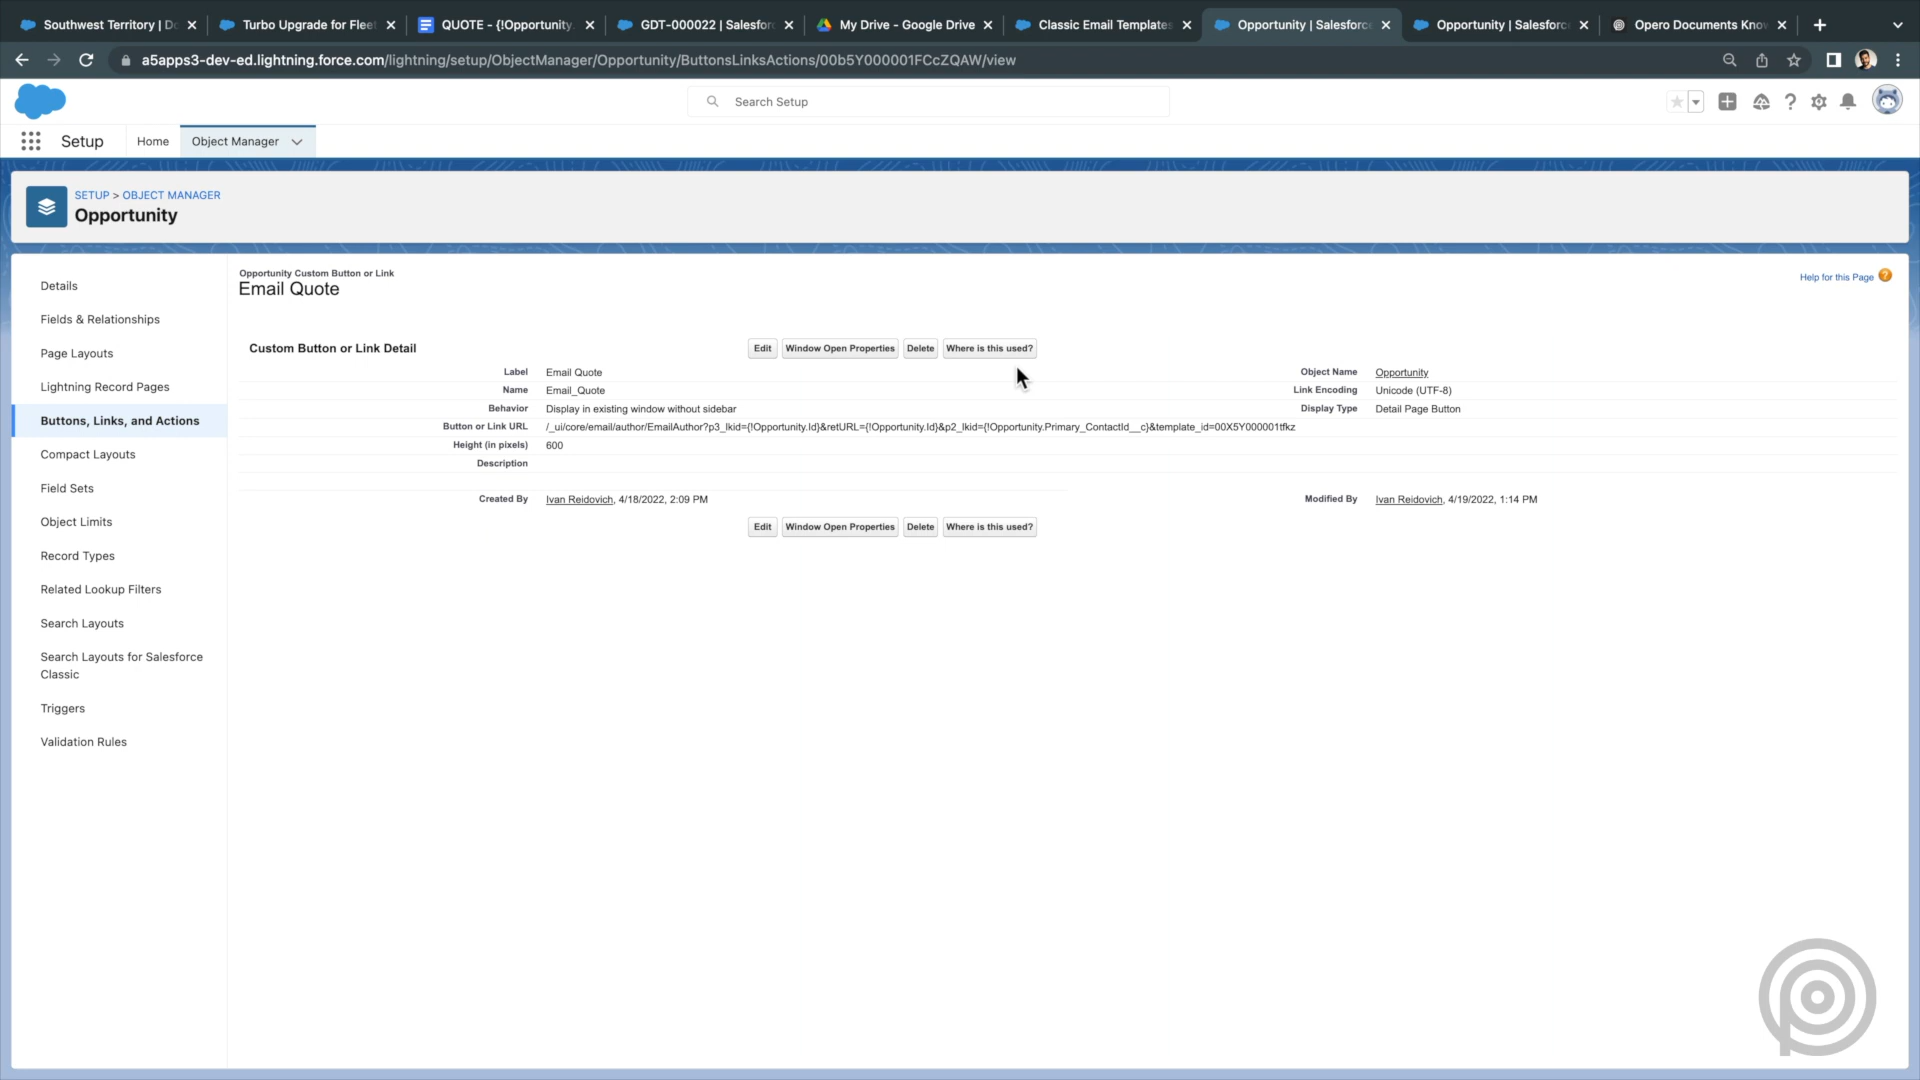 Southwest Territory | Do
Turbo Upgrade for Fleet
QUOTE - {!Opportunity.
GDT-000022 | Salesforc
My Drive - Google Drive
Classic Email Templates
Opportunity | Salesforce
Opportunity | Salesforc
Opero Documents Know
a5apps3-dev-ed.lightning.force.com/lightning/setup/ObjectManager/Opportunity/ButtonsLinksActions/00b5Y000001FCcZQAW/view
Search Setup
Setup
Home
Object Manager
SETUP > OBJECT MANAGER
Opportunity
Details
Fields & Relationships
Page Layouts
Lightning Record Pages
Buttons, Links, and Actions
Compact Layouts
Field Sets
Object Limits
Record Types
Related Lookup Filters
Search Layouts
Search Layouts for Salesforce
Classic
Triggers
Validation Rules
Opportunity Custom Button or Link
Email Quote
Help for this Page
Custom Button or Link Detail
Edit Window Open Properties Delete Where is this used?
Label Email Quote Object Name Opportunity
Name Email_Quote Link Encoding Unicode (UTF-8)
Behavior Display in existing window without sidebar Display Type Detail Page Button
Button or Link URL /_ui/core/email/author/EmailAuthor?p3_lkid={!Opportunity.Id}&retURL={!Opportunity.Id}&p2_lkid={!Opportunity.Primary_ContactId__c}&template_id=00X5Y000001tfkz
Height (in pixels) 600
Description
Created By Ivan Reidovich, 4/18/2022, 2:09 PM Modified By Ivan Reidovich, 4/19/2022, 1:14 PM
Edit Window Open Properties Delete Where is this used?